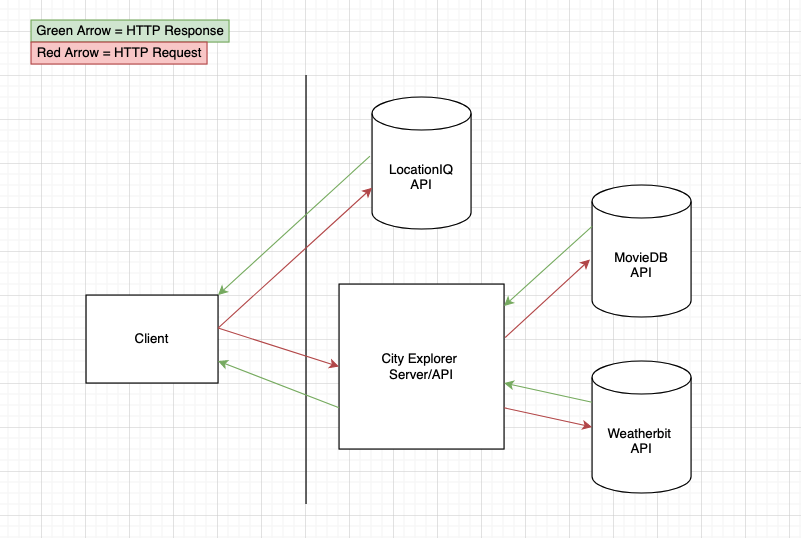 Green Arrow = HTTP Response
Red Arrow = HTTP Request
LocationIQ
API
MovieDB
API
Client
City Explorer
Server/API
Weatherbit
API